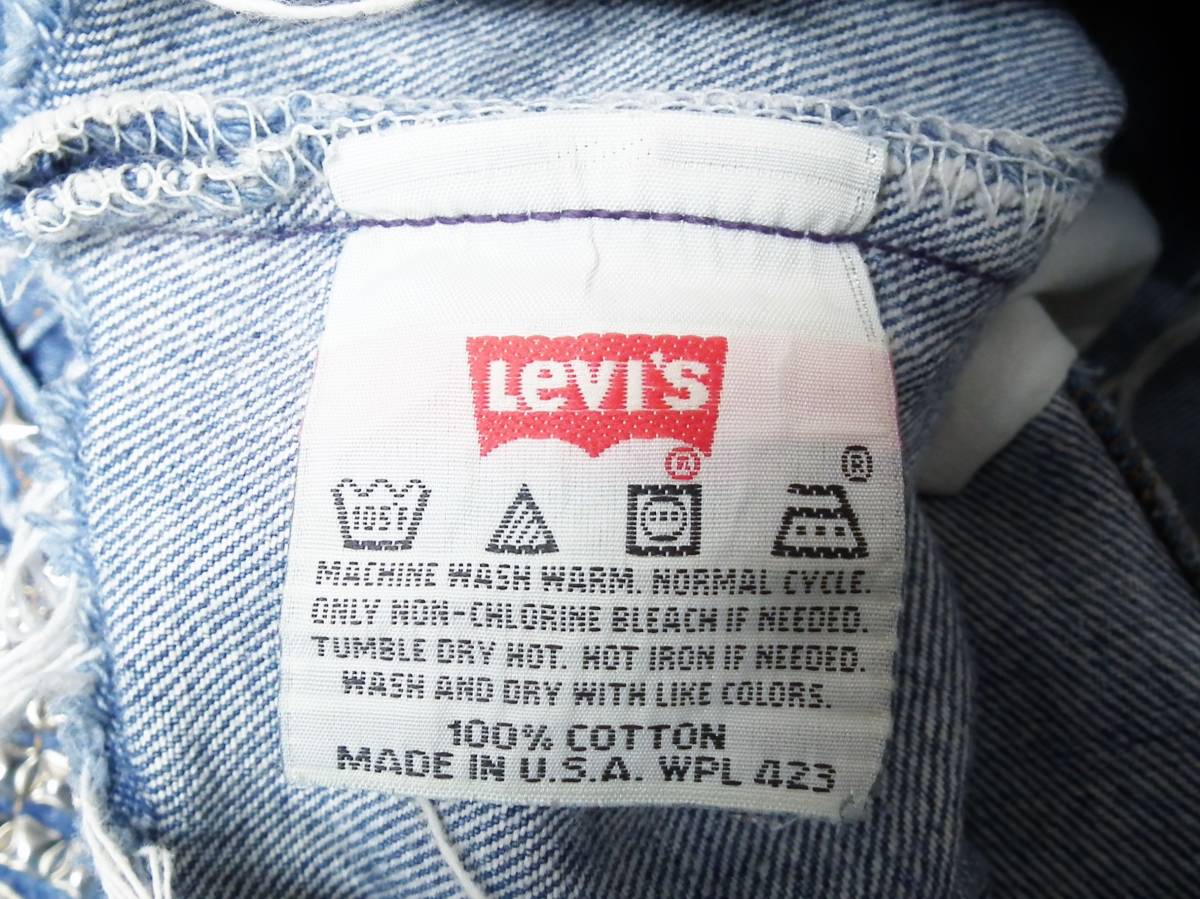 Levi's
®
®
105°F
MACHINE WASH WARM. NORMAL CYCLE.
ONLY NON-CHLORINE BLEACH IF NEEDED.
TUMBLE DRY HOT. HOT IRON IF NEEDED.
WASH AND DRY WITH LIKE COLORS.
100% COTTON
MADE IN U.S.A. WPL 423